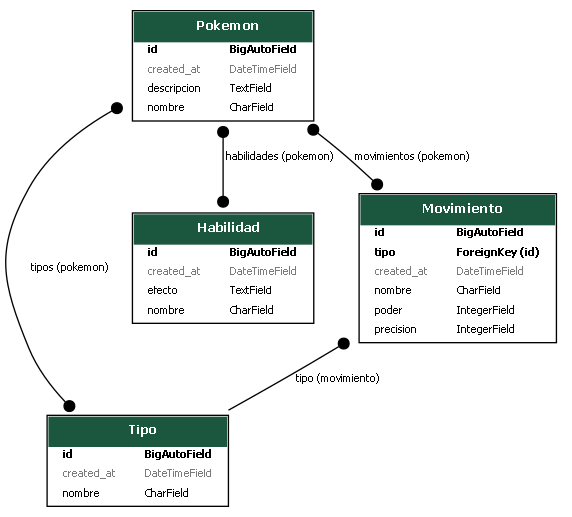 Pokemon
id BigAutoField
created_at DateTimeField
descripcion TextField
nombre CharField
habilidades (pokemon)
movimientos (pokemon)
Habilidad
id BigAutoField
created_at DateTimeField
efecto TextField
nombre CharField
Movimiento
id BigAutoField
tipo ForeignKey (id)
created_at DateTimeField
nombre CharField
poder IntegerField
precision IntegerField
tipos (pokemon)
tipo (movimiento)
Tipo
id BigAutoField
created_at DateTimeField
nombre CharField